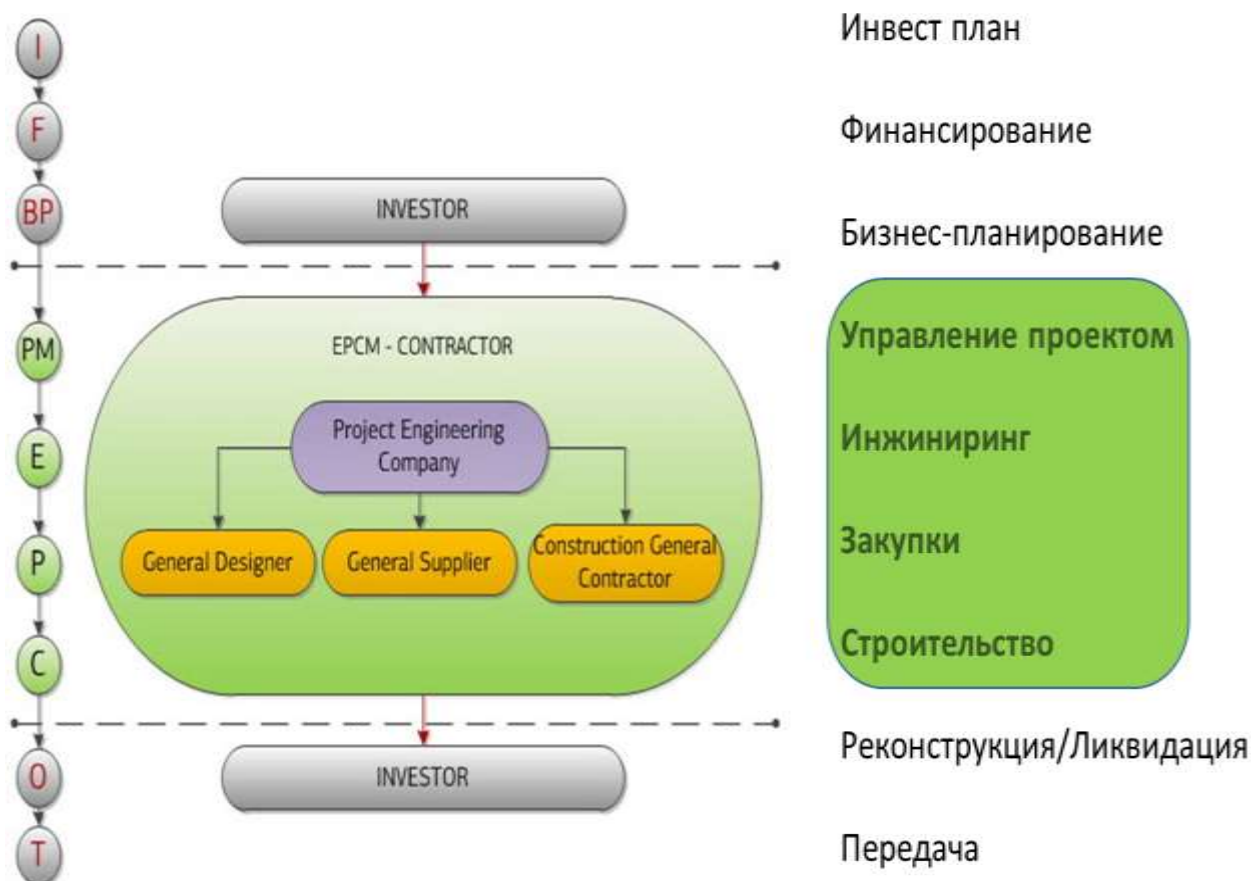 I
F
BP
PM
E
P
C
O
T
INVESTOR
EPCM - CONTRACTOR
Project Engineering
Company
General Designer
General Supplier
Construction General
Contractor
INVESTOR
Инвест план
Финансирование
Бизнес-планирование
Управление проектом
Инжиниринг
Закупки
Строительство
Реконструкция/Ликвидация
Передача